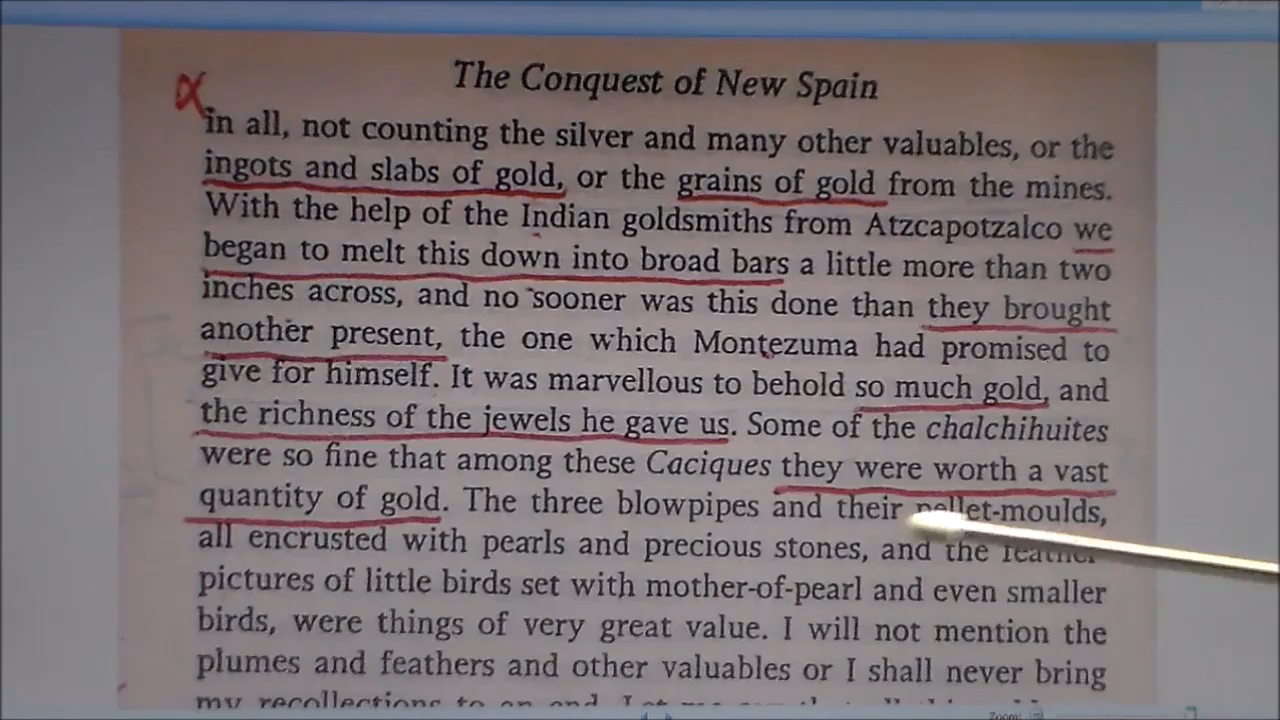 The Conquest of New Spain
in all, not counting the silver and many other valuables, or the
ingots and slabs of gold, or the grains of gold from the mines.
With the help of the Indian goldsmiths from Atzcapotzalco we
began to melt this down into broad bars a little more than two
inches across, and no sooner was this done than they brought
another present, the one which Montezuma had promised to
give for himself. It was marvellous to behold so much gold, and
the richness of the jewels he gave us. Some of the chalchihuites
were so fine that among these Caciques they were worth a vast
quantity of gold. The three blowpipes and their pellet-moulds,
all encrusted with pearls and precious stones, and the feather
pictures of little birds set with mother-of-pearl and even smaller
birds, were things of very great value. I will not mention the
plumes and feathers and other valuables or I shall never bring
my recollections to an end.
Zoom: